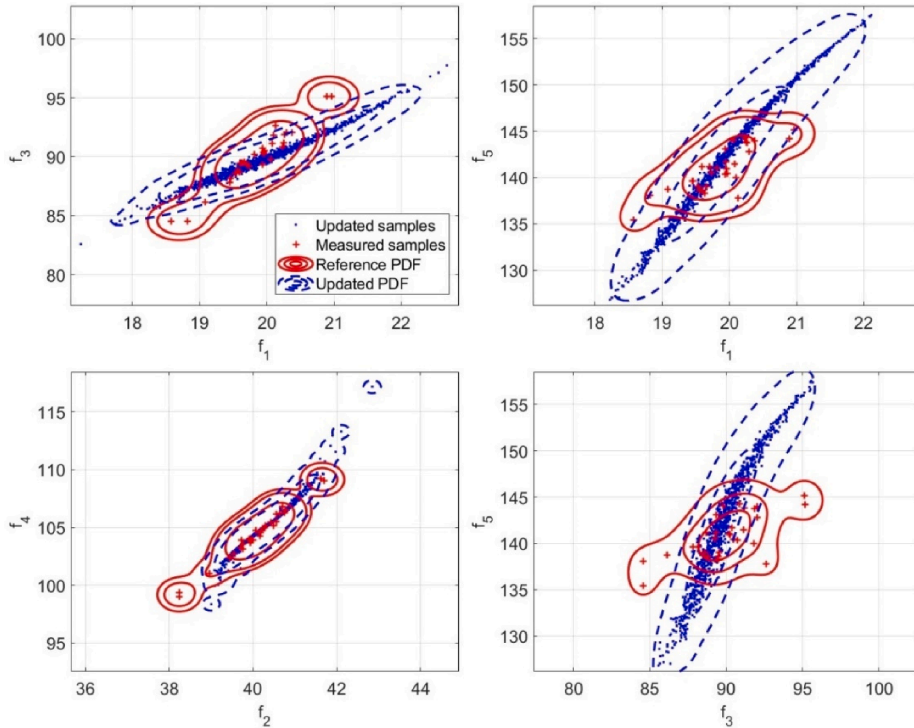 100
95
90
85
80
f3
18 19 20 21 22
f1
Updated samples
Measured samples
Reference PDF
Updated PDF
155
150
145
140
135
130
f5
18 19 20 21 22
f1
115
110
105
100
95
f4
36 38 40 42 44
f2
155
150
145
140
135
130
f5
80 85 90 95 100
f3